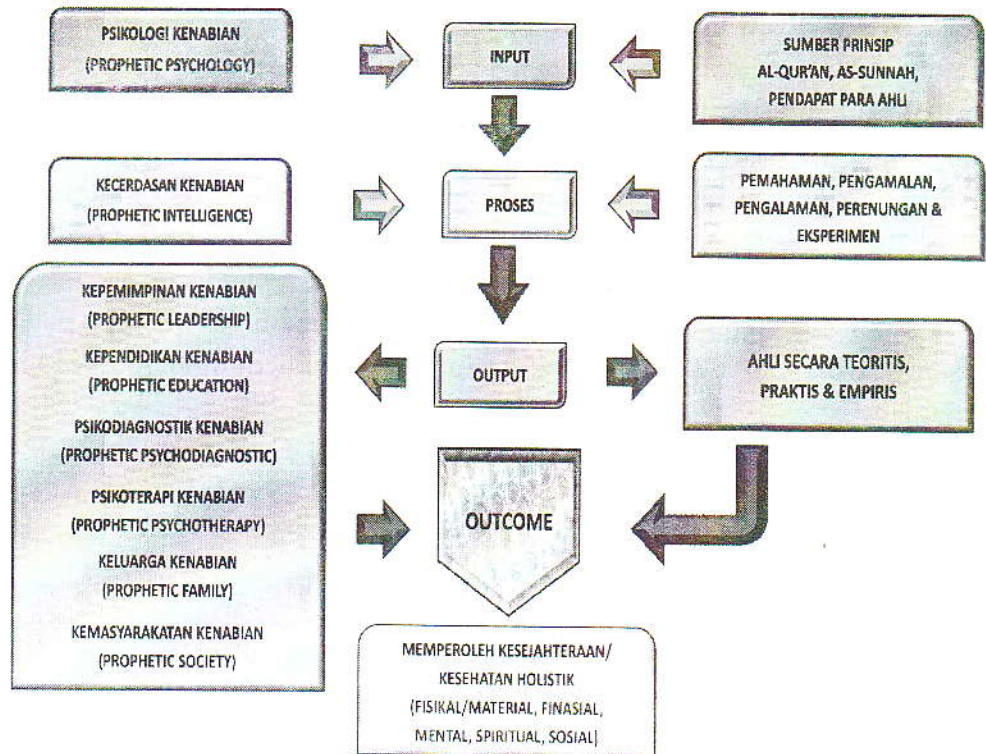 PSIKOLOGI KENABIAN
(PROPHETIC PSYCHOLOGY)
INPUT
SUMBER PRINSIP
AL-QUR'AN, AS-SUNNAH,
PENDAPAT PARA AHLI
KECERDASAN KENABIAN
(PROPHETIC INTELLIGENCE)
PROSES
PEMAHAMAN, PENGAMALAN,
PENGALAMAN, PERENUNGAN &
EKSPERIMEN
KEPEMIMPINAN KENABIAN
(PROPHETIC LEADERSHIP)
KEPENDIDIKAN KENABIAN
(PROPHETIC EDUCATION)
PSIKODIAGNOSTIK KENABIAN
(PROPHETIC PSYCHODIAGNOSTIC)
PSIKOTERAPI KENABIAN
(PROPHETIC PSYCHOTHERAPY)
KELUARGA KENABIAN
(PROPHETIC FAMILY)
KEMASYARAKATAN KENABIAN
(PROPHETIC SOCIETY)
OUTPUT
AHLI SECARA TEORITIS,
PRAKTIS & EMPIRIS
OUTCOME
MEMPEROLEH KESEJAHTERAAN/
KESEHATAN HOLISTIK
(FISIKAL/MATERIAL, FINASIAL,
MENTAL, SPIRITUAL, SOSIAL)